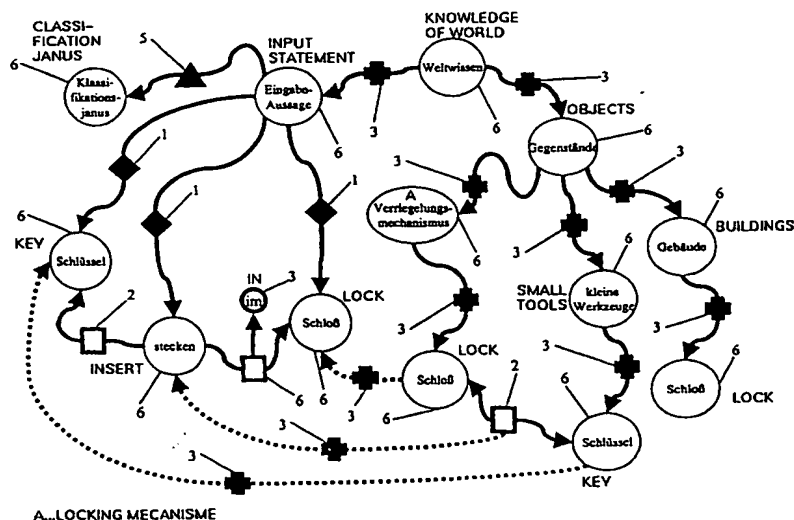 CLASSI–
FICATION
JANUS
5
INPUT
STATEMENT
KNOWLEDGE
OF WORLD
6
Klassi-
fikations-
janus
Eingabe-
Aussage
Weltwissen
3
OBJECTS
1
6
3
6
6
1
3
Gegenstände
3
6
1
A
Verriegelungs-
mechanismus
6
KEY
Schlüssel
6
3
6
BUILDINGS
Gebäude
2
IN
3
im
LOCK
SMALL
TOOLS
kleine
Werkzeuge
INSERT
stecken
Schloß
3
3
6
6
6
6
3
LOCK
Schloß
2
3
6
Schloß
LOCK
3
6
3
Schlüssel
3
KEY
A...LOCKING MECANISME